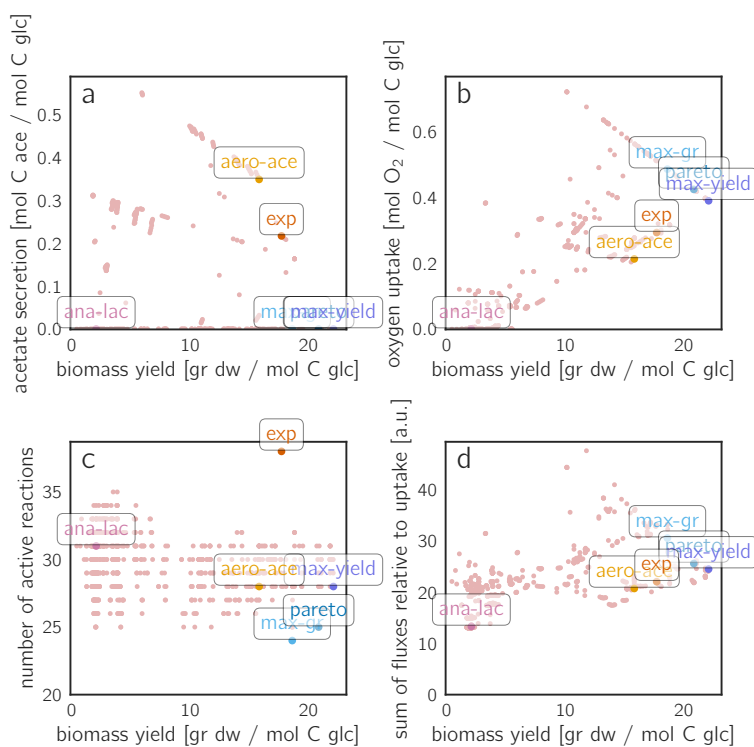 a
acetate secretion [mol C ace / mol C glc]
0.5
0.4
0.3
0.2
0.1
0.0
aero-ace
exp
ana-lac
max-yield
0
10
20
biomass yield [gr dw / mol C glc]
b
oxygen uptake [mol O₂ / mol C glc]
0.6
0.4
0.2
0.0
max-gr
pareto
max-yield
exp
aero-ace
ana-lac
0
10
20
biomass yield [gr dw / mol C glc]
c
number of active reactions
35
30
25
20
exp
ana-lac
aero-ace
max-yield
pareto
max-gr
0
10
20
biomass yield [gr dw / mol C glc]
d
sum of fluxes relative to uptake [a.u.]
40
30
20
10
0
max-gr
pareto
max-yield
exp
aero-ace
ana-lac
0
10
20
biomass yield [gr dw / mol C glc]